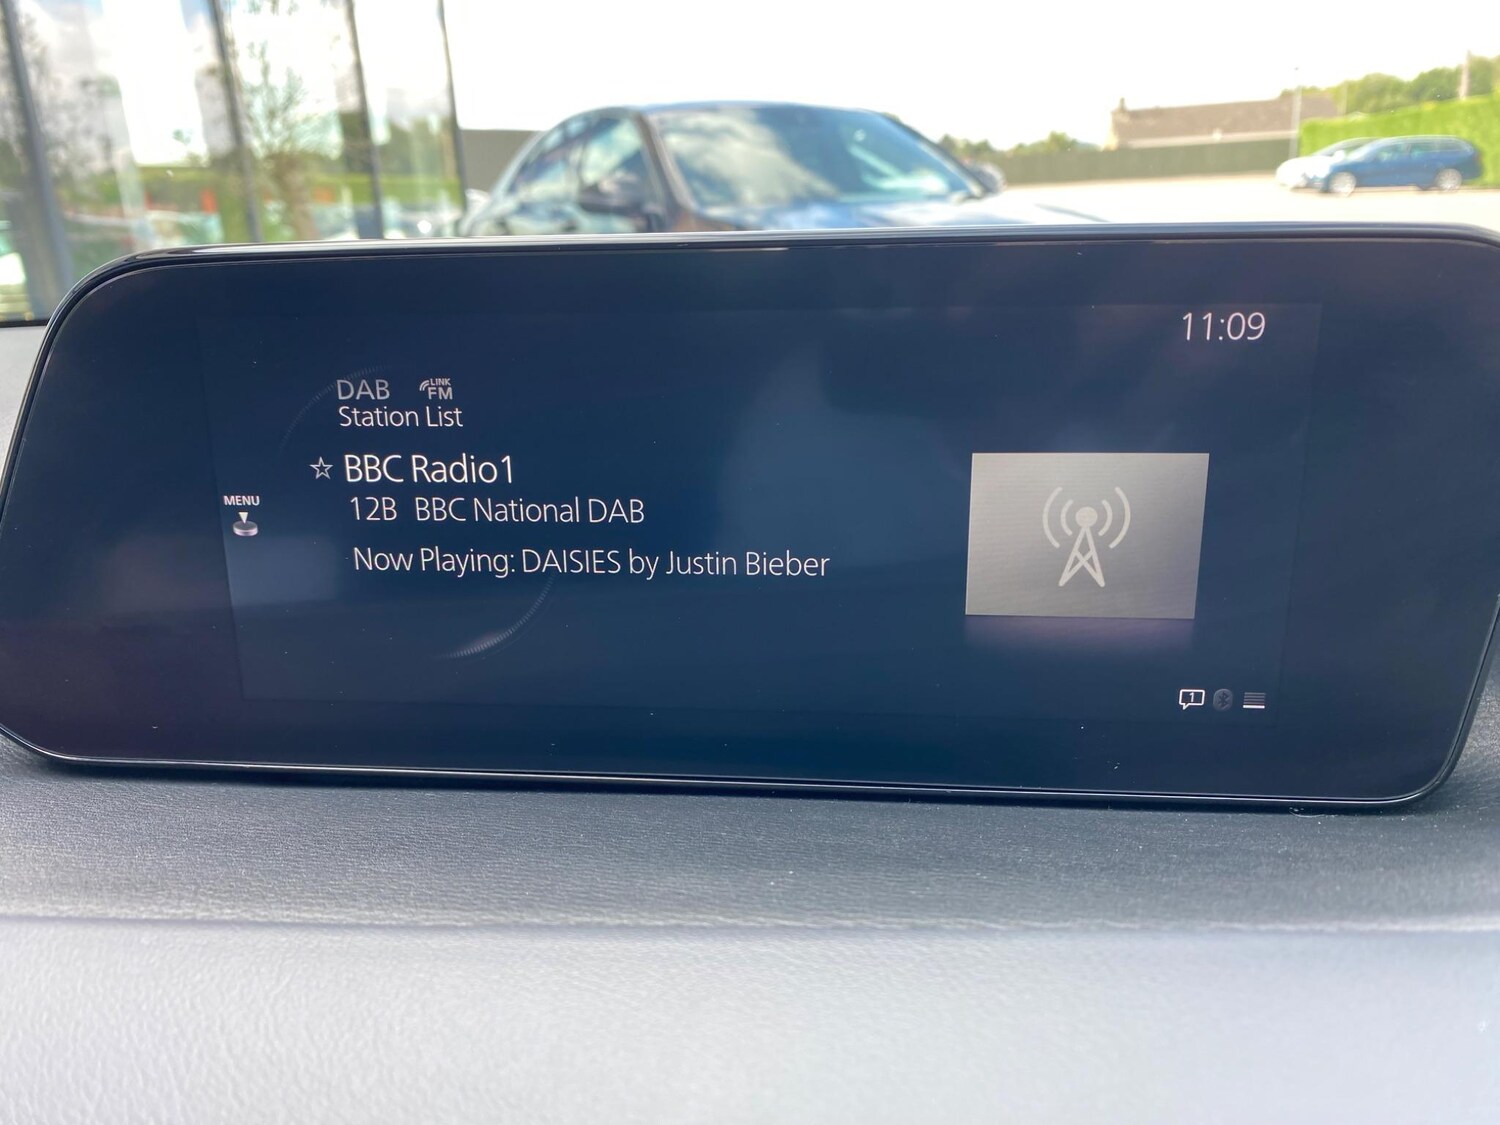 11:09
DAB LINK FM
Station List
☆ BBC Radio1
MENU
12B BBC National DAB
Now Playing: DAISIES by Justin Bieber
1